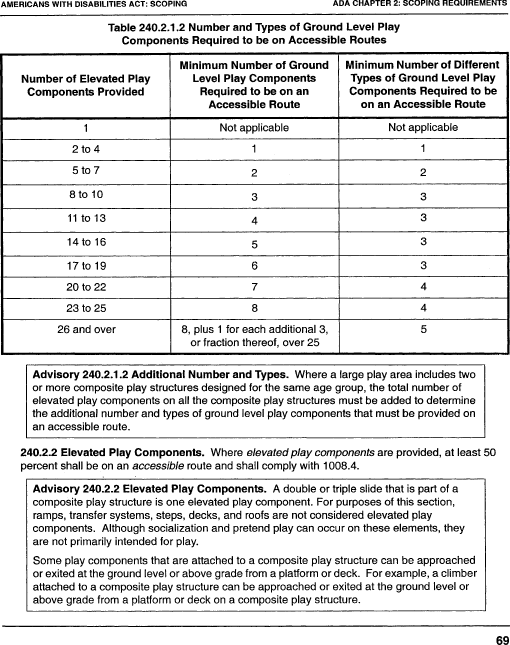 AMERICANS WITH DISABILITIES ACT: SCOPING
ADA CHAPTER 2: SCOPING REQUIREMENTS
Table 240.2.1.2 Number and Types of Ground Level Play
Components Required to be on Accessible Routes
Number of Elevated Play
Components Provided
Minimum Number of Ground
Level Play Components
Required to be on an
Accessible Route
Minimum Number of Different
Types of Ground Level Play
Components Required to be
on an Accessible Route
1 Not applicable Not applicable
2 to 4 1 1
5 to 7 2 2
8 to 10 3 3
11 to 13 4 3
14 to 16 5 3
17 to 19 6 3
20 to 22 7 4
23 to 25 8 4
26 and over 8, plus 1 for each additional 3, 5
or fraction thereof, over 25
Advisory 240.2.1.2 Additional Number and Types. Where a large play area includes two
or more composite play structures designed for the same age group, the total number of
elevated play components on all the composite play structures must be added to determine
the additional number and types of ground level play components that must be provided on
an accessible route.
240.2.2 Elevated Play Components. Where elevated play components are provided, at least 50
percent shall be on an accessible route and shall comply with 1008.4.
Advisory 240.2.2 Elevated Play Components. A double or triple slide that is part of a
composite play structure is one elevated play component. For purposes of this section,
ramps, transfer systems, steps, decks, and roofs are not considered elevated play
components. Although socialization and pretend play can occur on these elements, they
are not primarily intended for play.
Some play components that are attached to a composite play structure can be approached
or exited at the ground level or above grade from a platform or deck. For example, a climber
attached to a composite play structure can be approached or exited at the ground level or
above grade from a platform or deck on a composite play structure.
69